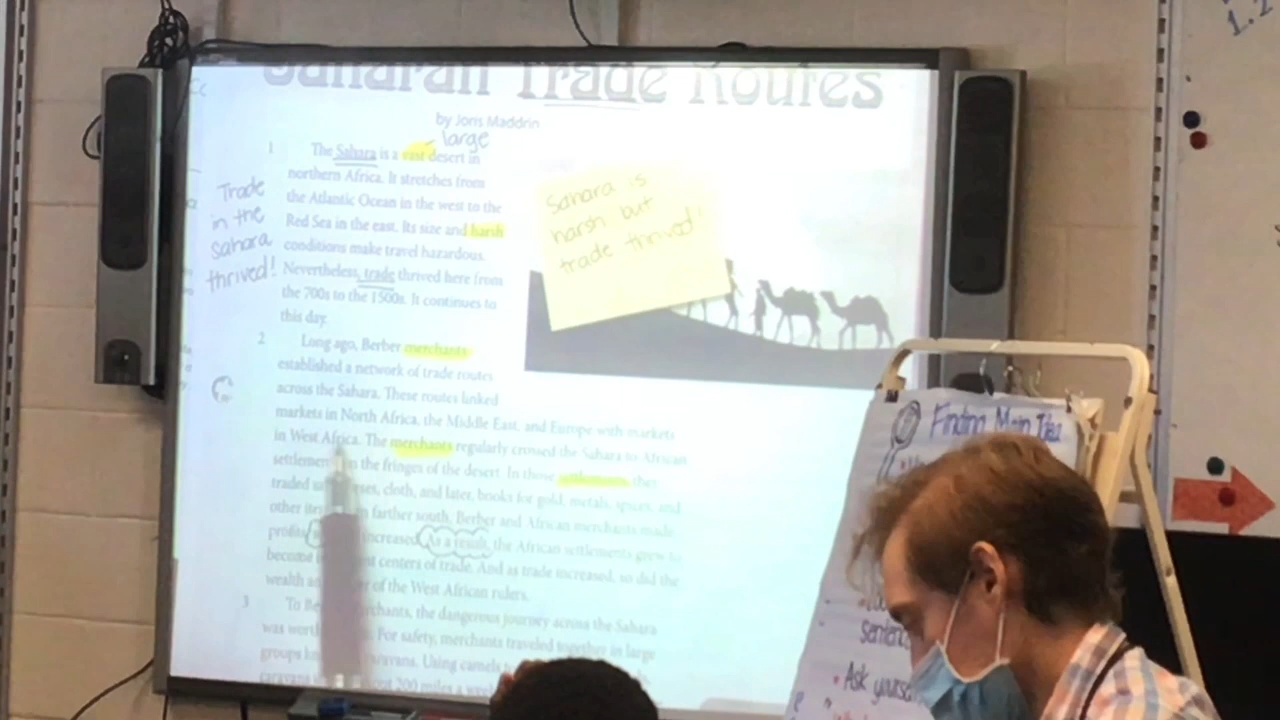 Saharan Trade Routes
by Joris Maddrin
large
1 The Sahara is a vast desert in
northern Africa. It stretches from
the Atlantic Ocean in the west to the
Red Sea in the east. Its size and harsh
conditions make travel hazardous.
Nevertheless, trade thrived here from
the 700s to the 1500s. It continues to
this day.
Trade
in the
Sahara
thrived!
Sahara is
harsh but
trade thrived!
2 Long ago, Berber merchants
established a network of trade routes
across the Sahara. These routes linked
markets in North Africa, the Middle East, and Europe with markets
in West Africa. The merchants regularly crossed the Sahara to African
the fringes of the desert. In those settlements, they
traded cloth, and later, books for gold, metals, spices, and
other farther south. Berber and African merchants made
profits increased. As a result, the African settlements grew to
become centers of trade. And as trade increased, so did the
wealth of the West African rulers.
3 To the dangerous journey across the Sahara
was For safety, merchants traveled together in large
groups Using camels
200 miles a
Finding Main Idea
Ask